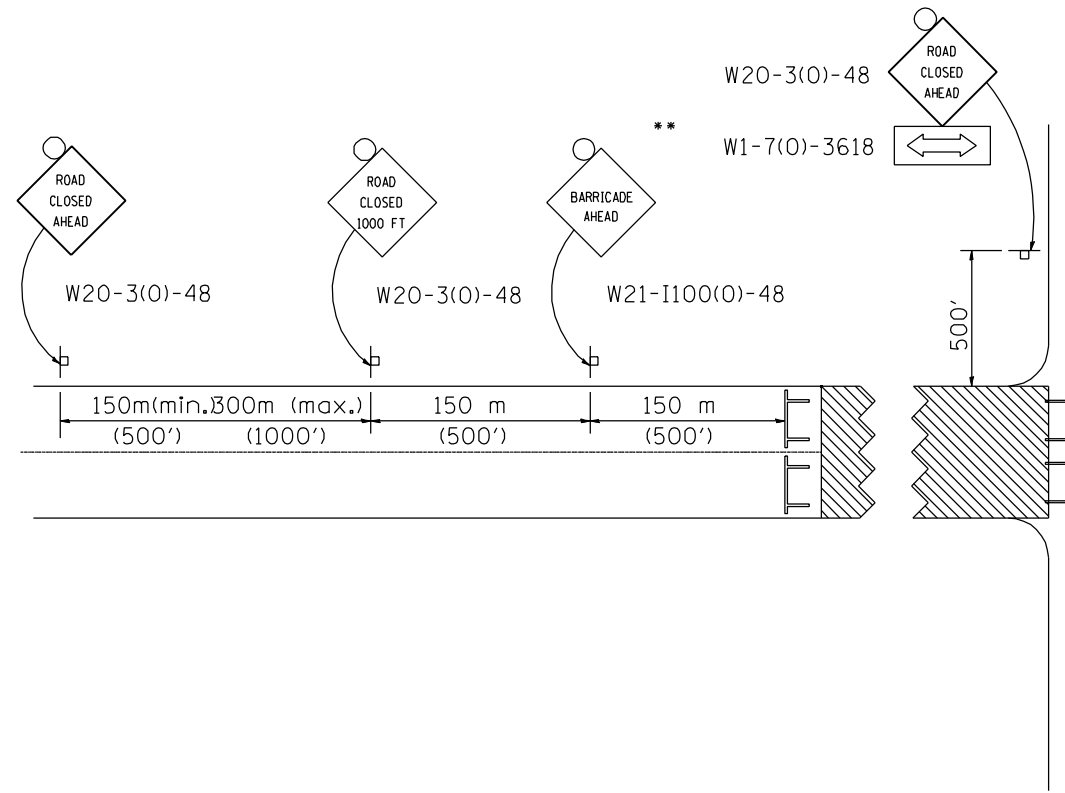 ROAD
CLOSED
AHEAD
W20-3(O)-48
**
W1-7(O)-3618
ROAD
CLOSED
AHEAD
ROAD
CLOSED
1000 FT
BARRICADE
AHEAD
W20-3(O)-48
W20-3(O)-48
W21-I100(O)-48
500'
150m(min.)300m (max.)
150 m
150 m
(500')
(1000')
(500')
(500')